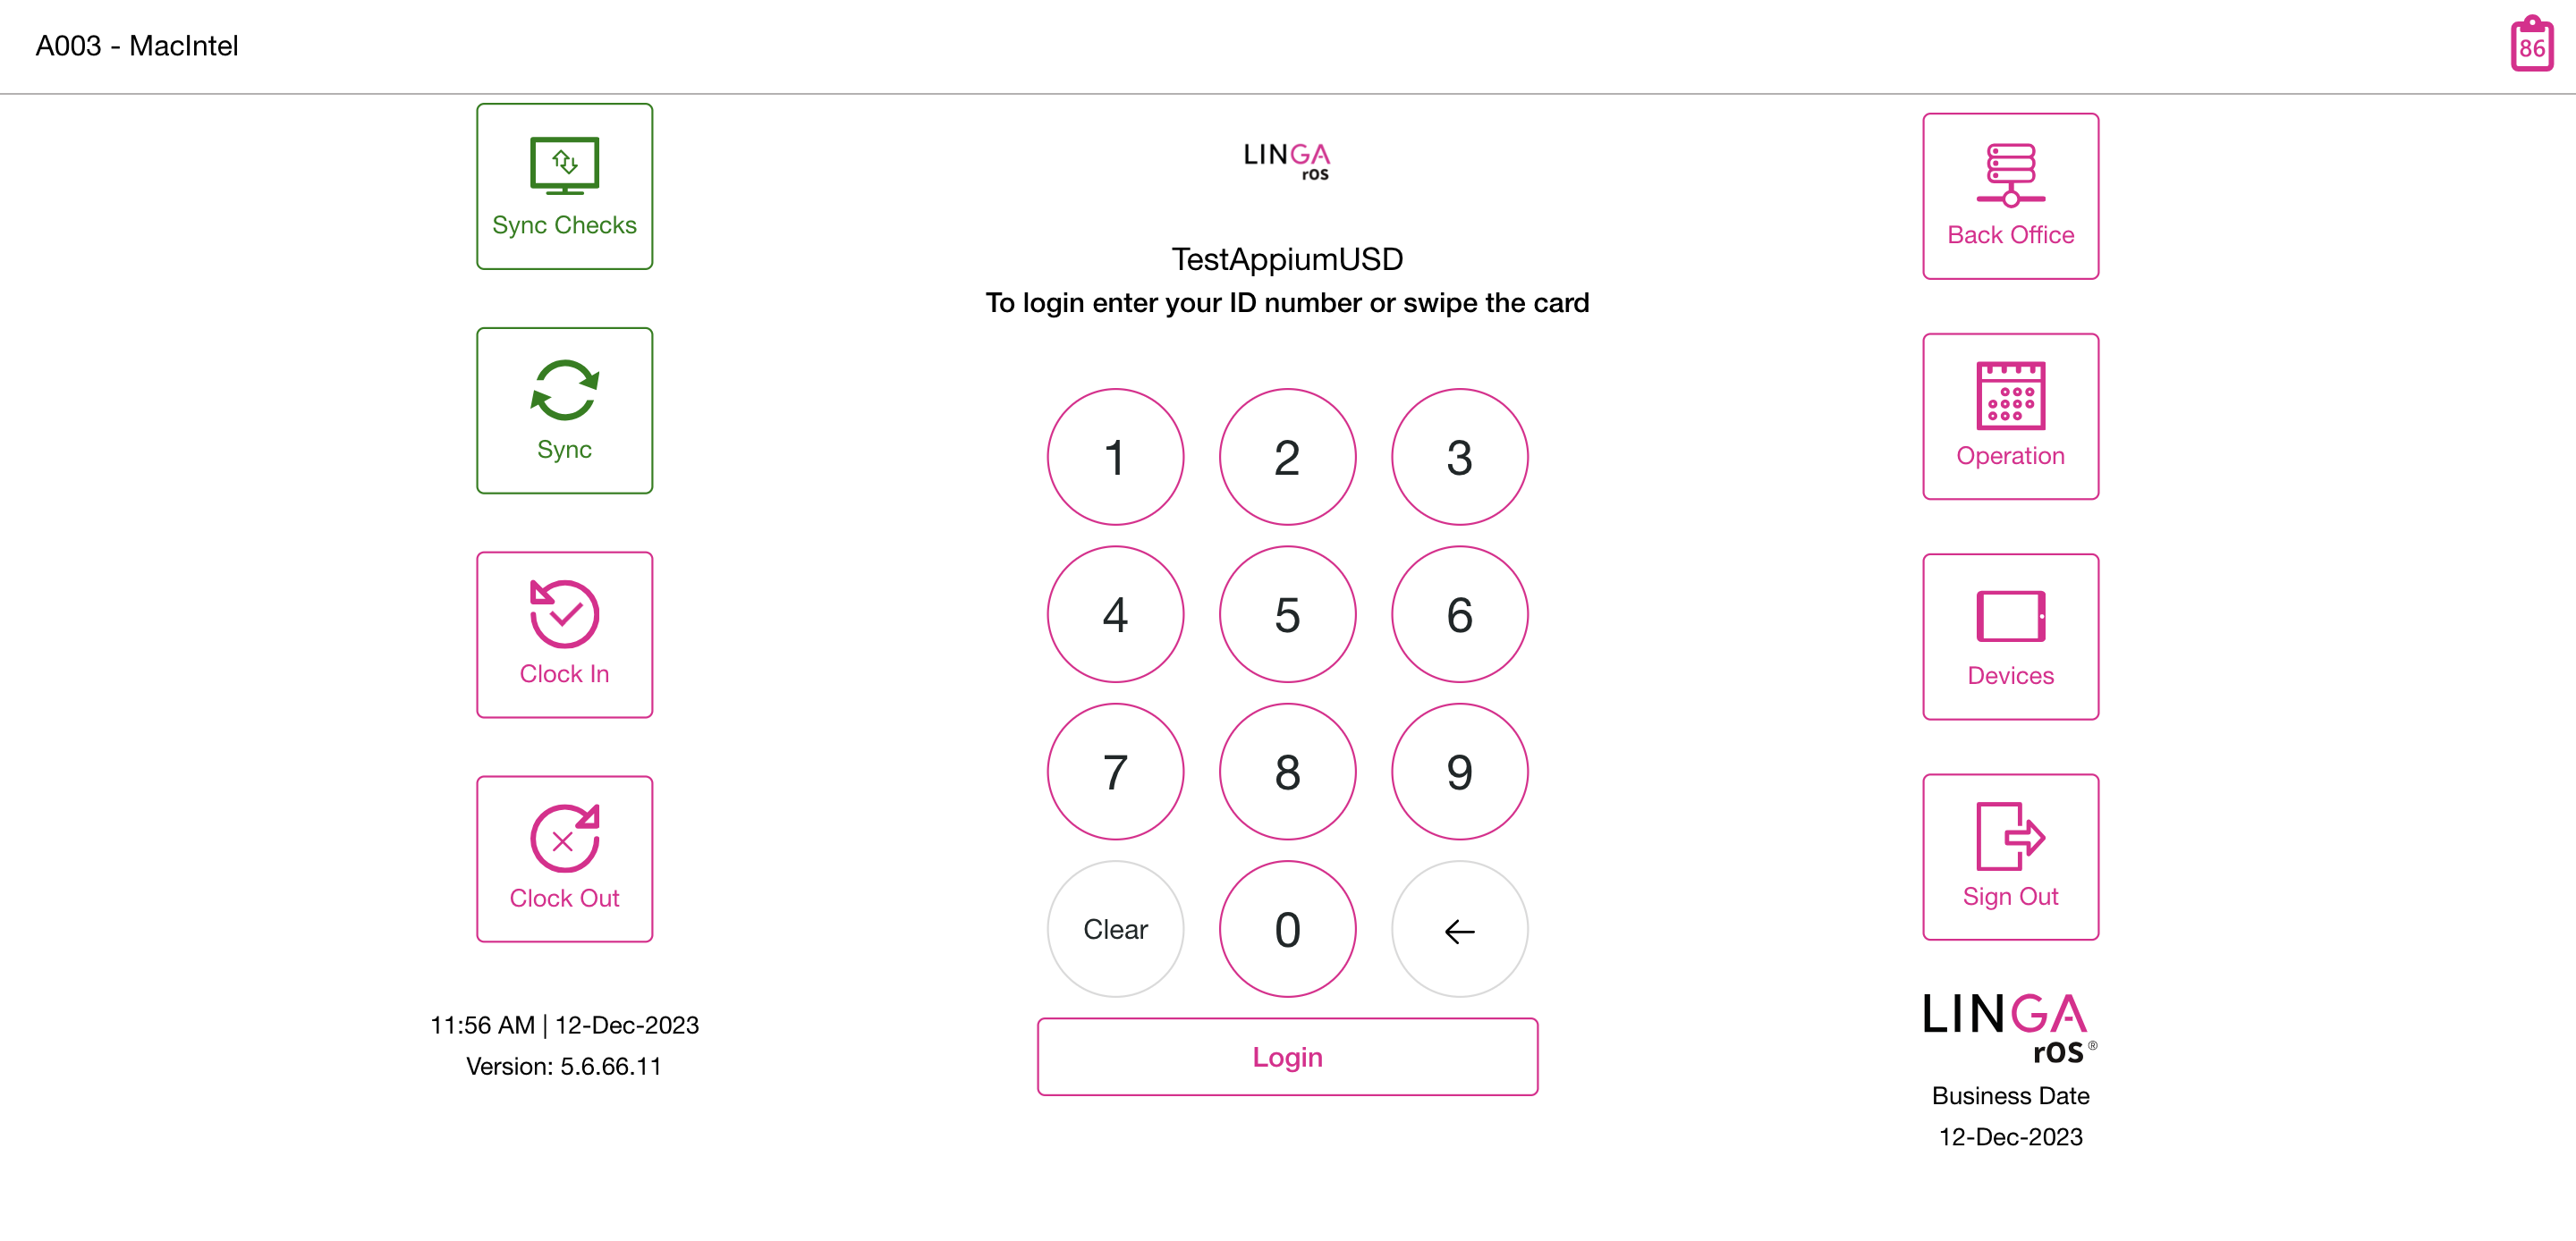 A003 - MacIntel
86
Sync Checks
Sync
Clock In
Clock Out
11:56 AM | 12-Dec-2023
Version: 5.6.66.11
LINGA
rOS
TestAppiumUSD
To login enter your ID number or swipe the card
1 2 3
4 5 6
7 8 9
Clear 0 ←
Login
Back Office
Operation
Devices
Sign Out
LINGA
rOS ®
Business Date
12-Dec-2023